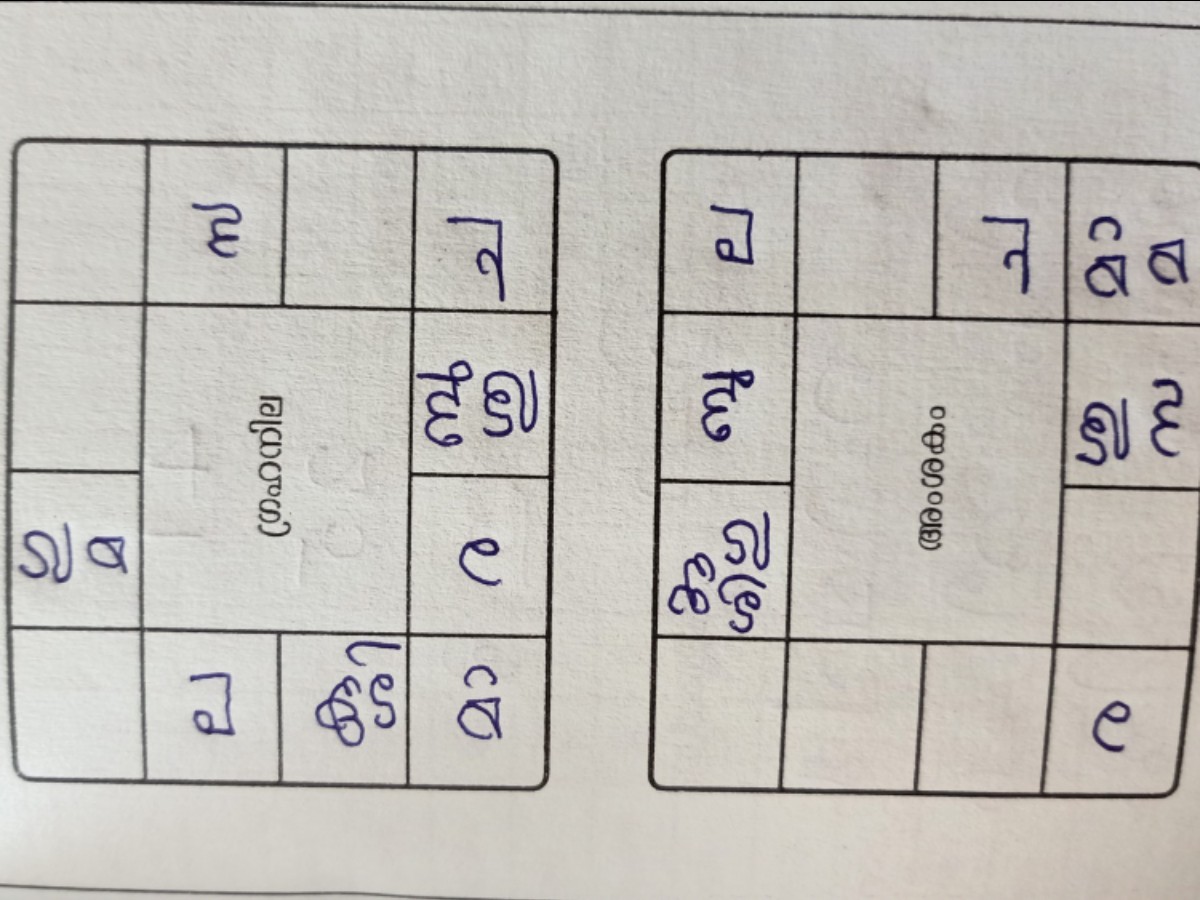 ഗു
മ
ല സ
ഗ്രഹനില
കു
ശി
മാ ര ബു ച
ശു
കു ബു ല
ശി ഗു
അംശകം
ച
ര ശു മാ
സ മ